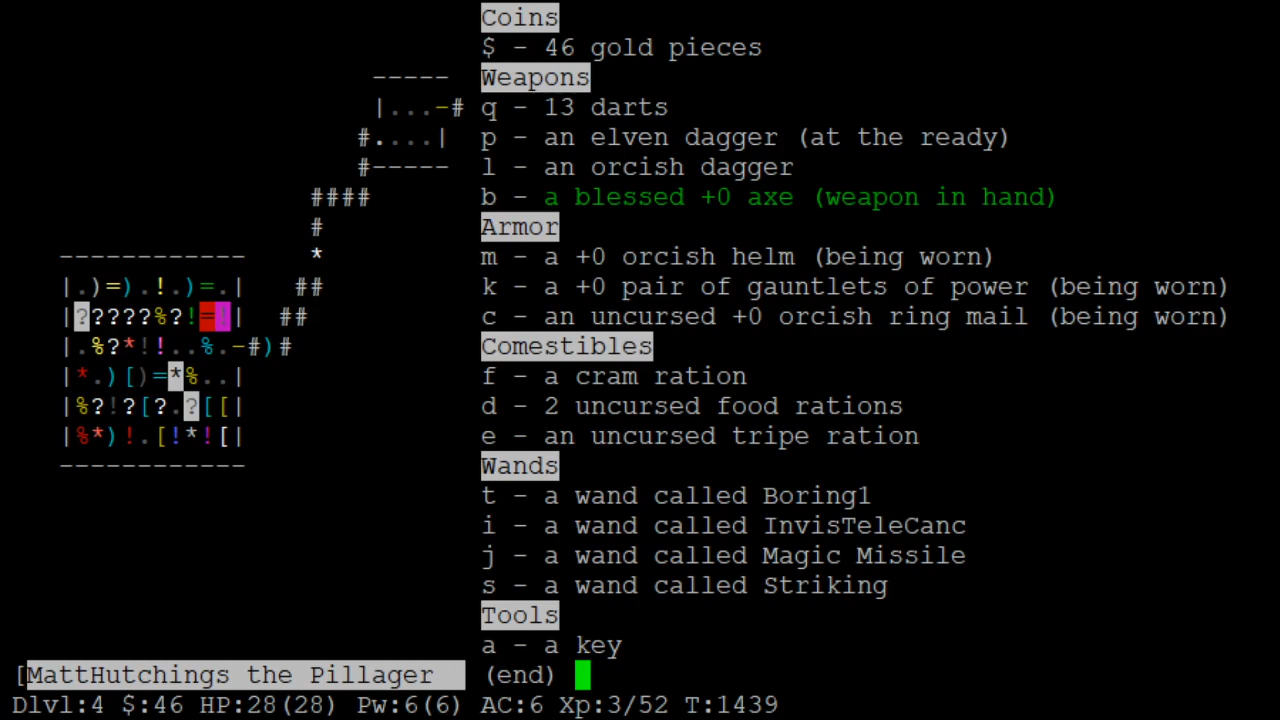 Coins
$ - 46 gold pieces
----- Weapons
|...-# q - 13 darts
#....| p - an elven dagger (at the ready)
#----- l - an orcish dagger
#### b - a blessed +0 axe (weapon in hand)
# Armor
------------ * m - a +0 orcish helm (being worn)
|.)=).!.)=.| ## k - a +0 pair of gauntlets of power (being worn)
|?????%?!=!| ## c - an uncursed +0 orcish ring mail (being worn)
|.%?*!!..%.-#)# Comestibles
|*.)[)=*%..| f - a cram ration
|%?!?[?.?[[| d - 2 uncursed food rations
|%*)!.[!*![| e - an uncursed tripe ration
------------ Wands
t - a wand called Boring1
i - a wand called InvisTeleCanc
j - a wand called Magic Missile
s - a wand called Striking
Tools
a - a key
[MattHutchings the Pillager (end)
Dlvl:4 $:46 HP:28(28) Pw:6(6) AC:6 Xp:3/52 T:1439